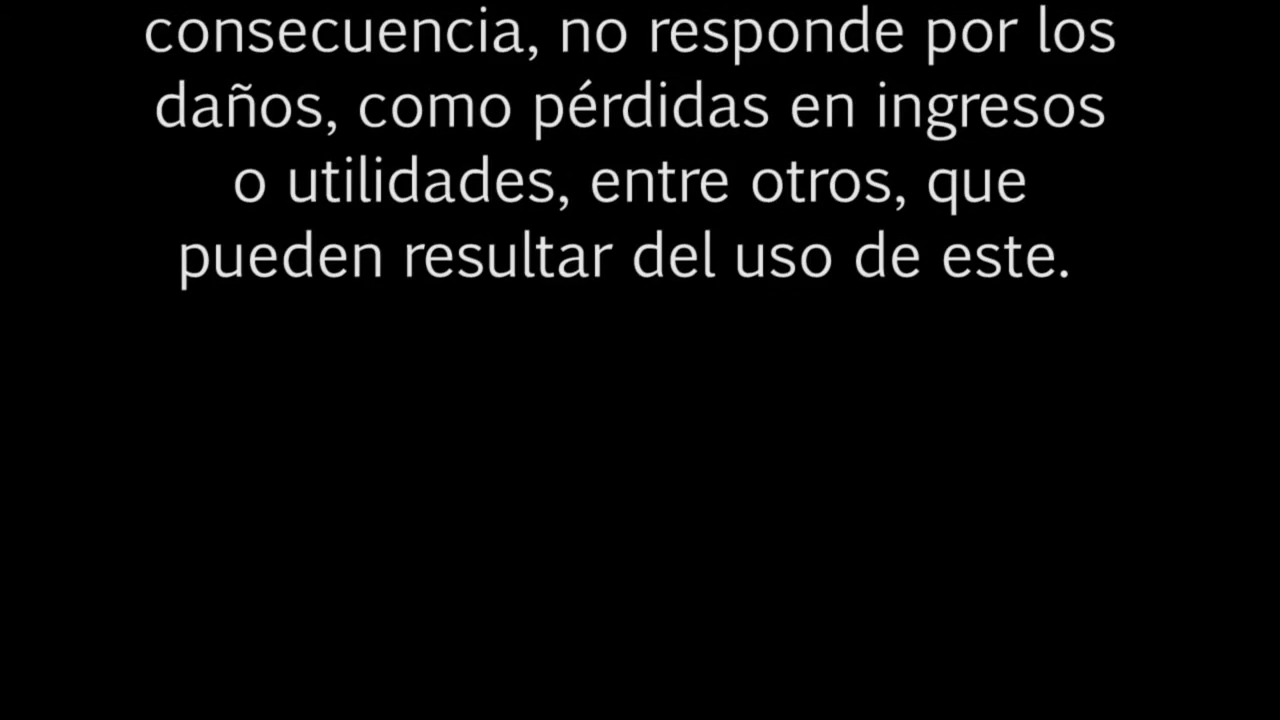 consecuencia, no responde por los
daños, como pérdidas en ingresos
o utilidades, entre otros, que
pueden resultar del uso de este.